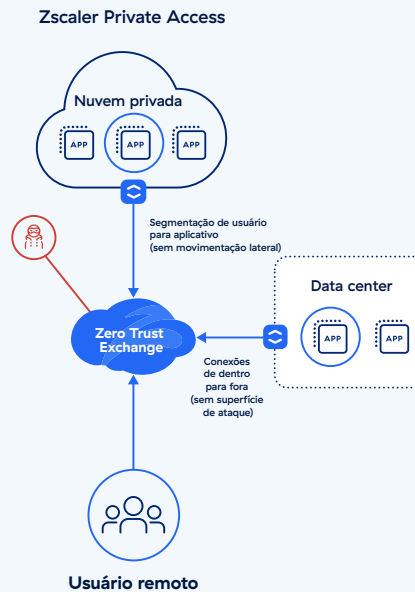 Zscaler Private Access
Nuvem privada
APP
APP
APP
Segmentação de usuário
para aplicativo
(sem movimentação lateral)
Data center
Zero Trust
Exchange
APP
APP
Conexões
de dentro
para fora
(sem superfície
de ataque)
Usuário remoto